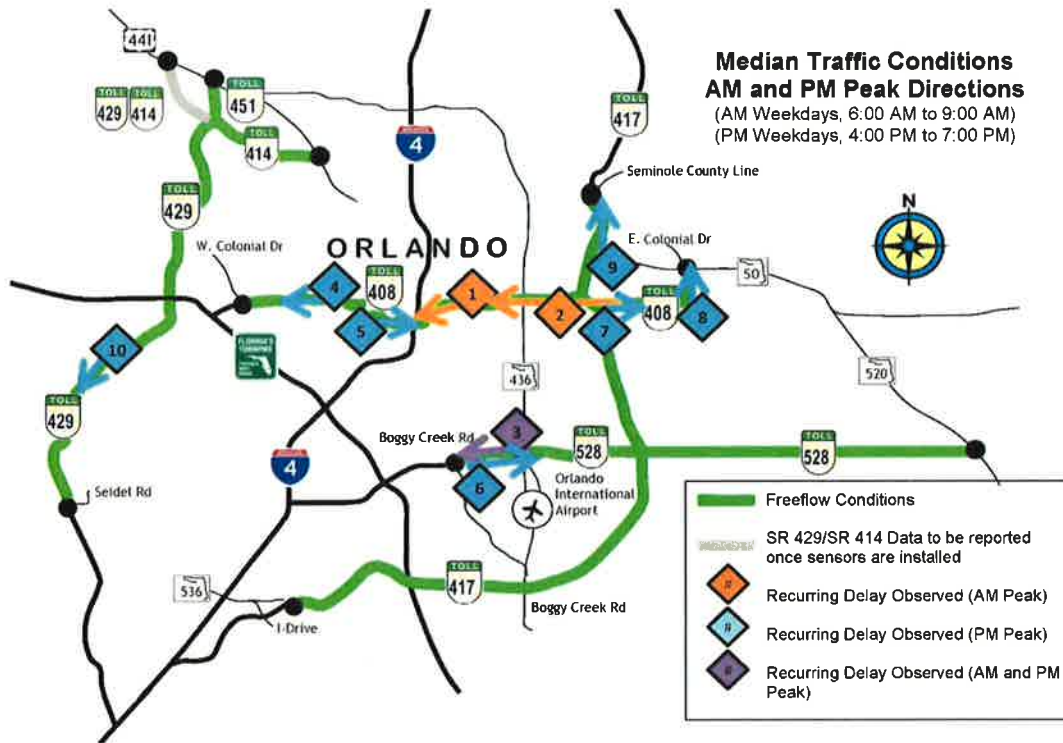 Median Traffic Conditions
AM and PM Peak Directions
(AM Weekdays, 6:00 AM to 9:00 AM)
(PM Weekdays, 4:00 PM to 7:00 PM)
441
TOLL
429
TOLL
414
TOLL
451
TOLL
414
4
TOLL
417
Seminole County Line
N
TOLL
429
W. Colonial Dr
ORLANDO
E. Colonial Dr
9
50
4
TOLL
408
1
2
TOLL
408
5
7
8
10
FLORIDA'S
TURNPIKE
436
520
TOLL
429
3
Boggy Creek Rd
TOLL
528
TOLL
528
4
6
Orlando
International
Airport
Seidel Rd
536
I-Drive
TOLL
417
Boggy Creek Rd
Freeflow Conditions
SR 429/SR 414 Data to be reported
once sensors are installed
# Recurring Delay Observed (AM Peak)
# Recurring Delay Observed (PM Peak)
# Recurring Delay Observed (AM and PM
Peak)